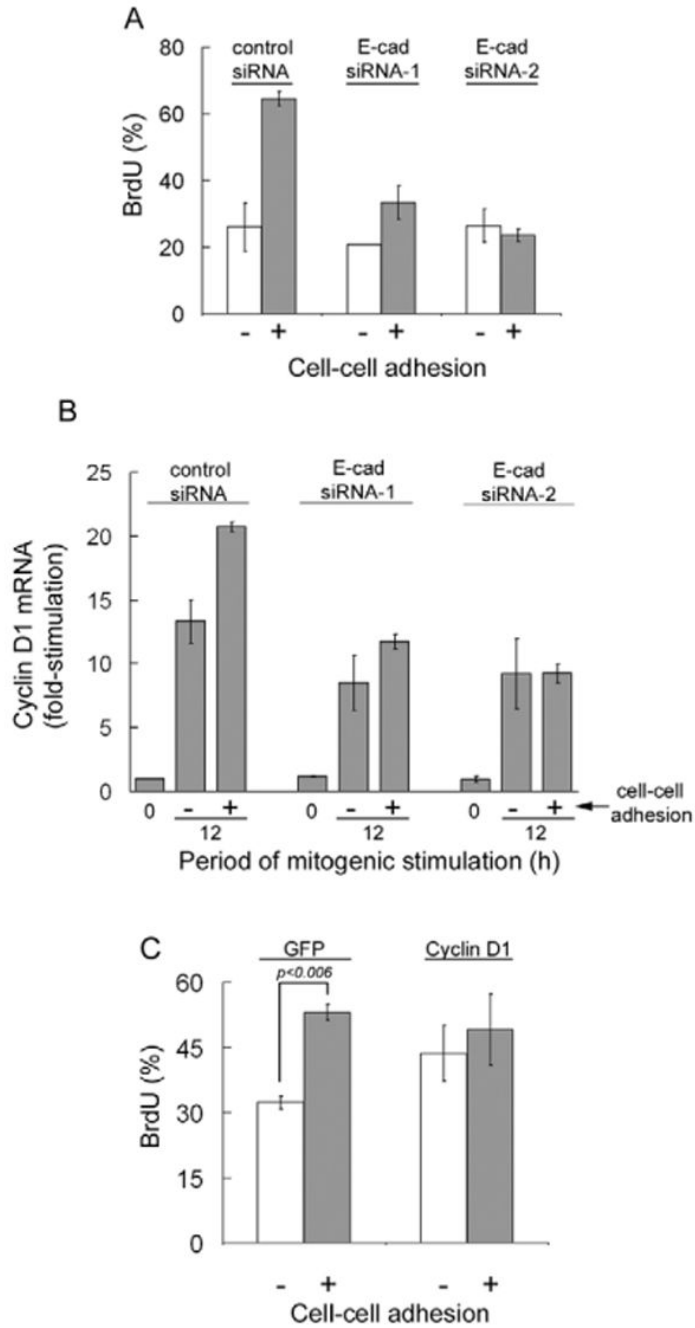 A
control E-cad E-cad
siRNA siRNA-1 siRNA-2
80
60
40
20
0
BrdU (%)
- + - + - +
Cell-cell adhesion
B
control E-cad E-cad
siRNA siRNA-1 siRNA-2
25
20
15
10
5
0
Cyclin D1 mRNA
(fold-stimulation)
0 - + 0 - + 0 - +
cell-cell
adhesion
12 12 12
Period of mitogenic stimulation (h)
C
GFP Cyclin D1
p<0.006
60
45
30
15
0
BrdU (%)
- + - +
Cell-cell adhesion